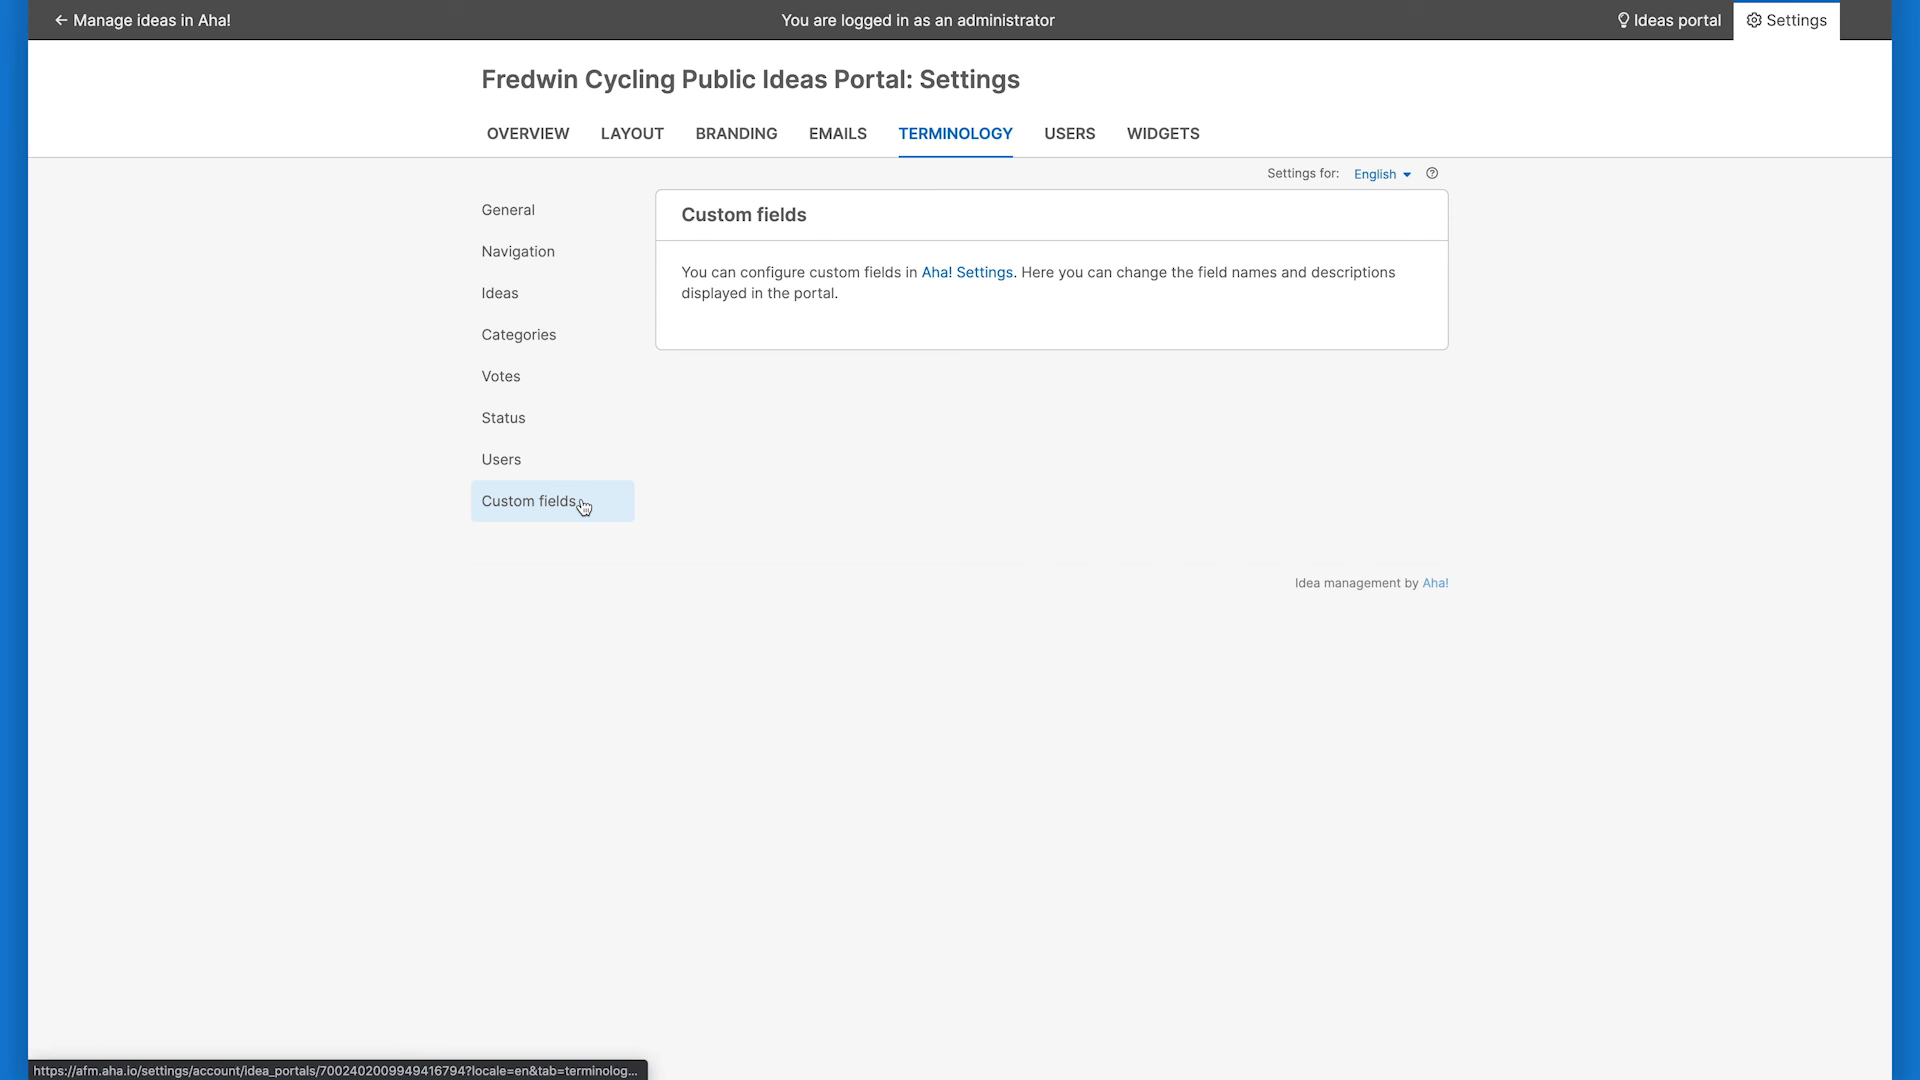 Manage ideas in Aha!
You are logged in as an administrator
Ideas portal
Settings
Fredwin Cycling Public Ideas Portal: Settings
OVERVIEW LAYOUT BRANDING EMAILS TERMINOLOGY USERS WIDGETS
Settings for: English
General
Navigation
Ideas
Categories
Votes
Status
Users
Custom fields
Custom fields
You can configure custom fields in Aha! Settings. Here you can change the field names and descriptions
displayed in the portal.
Idea management by Aha!
https://afm.aha.io/settings/account/idea_portals/7002402009949416794?locale=en&tab=terminolog...